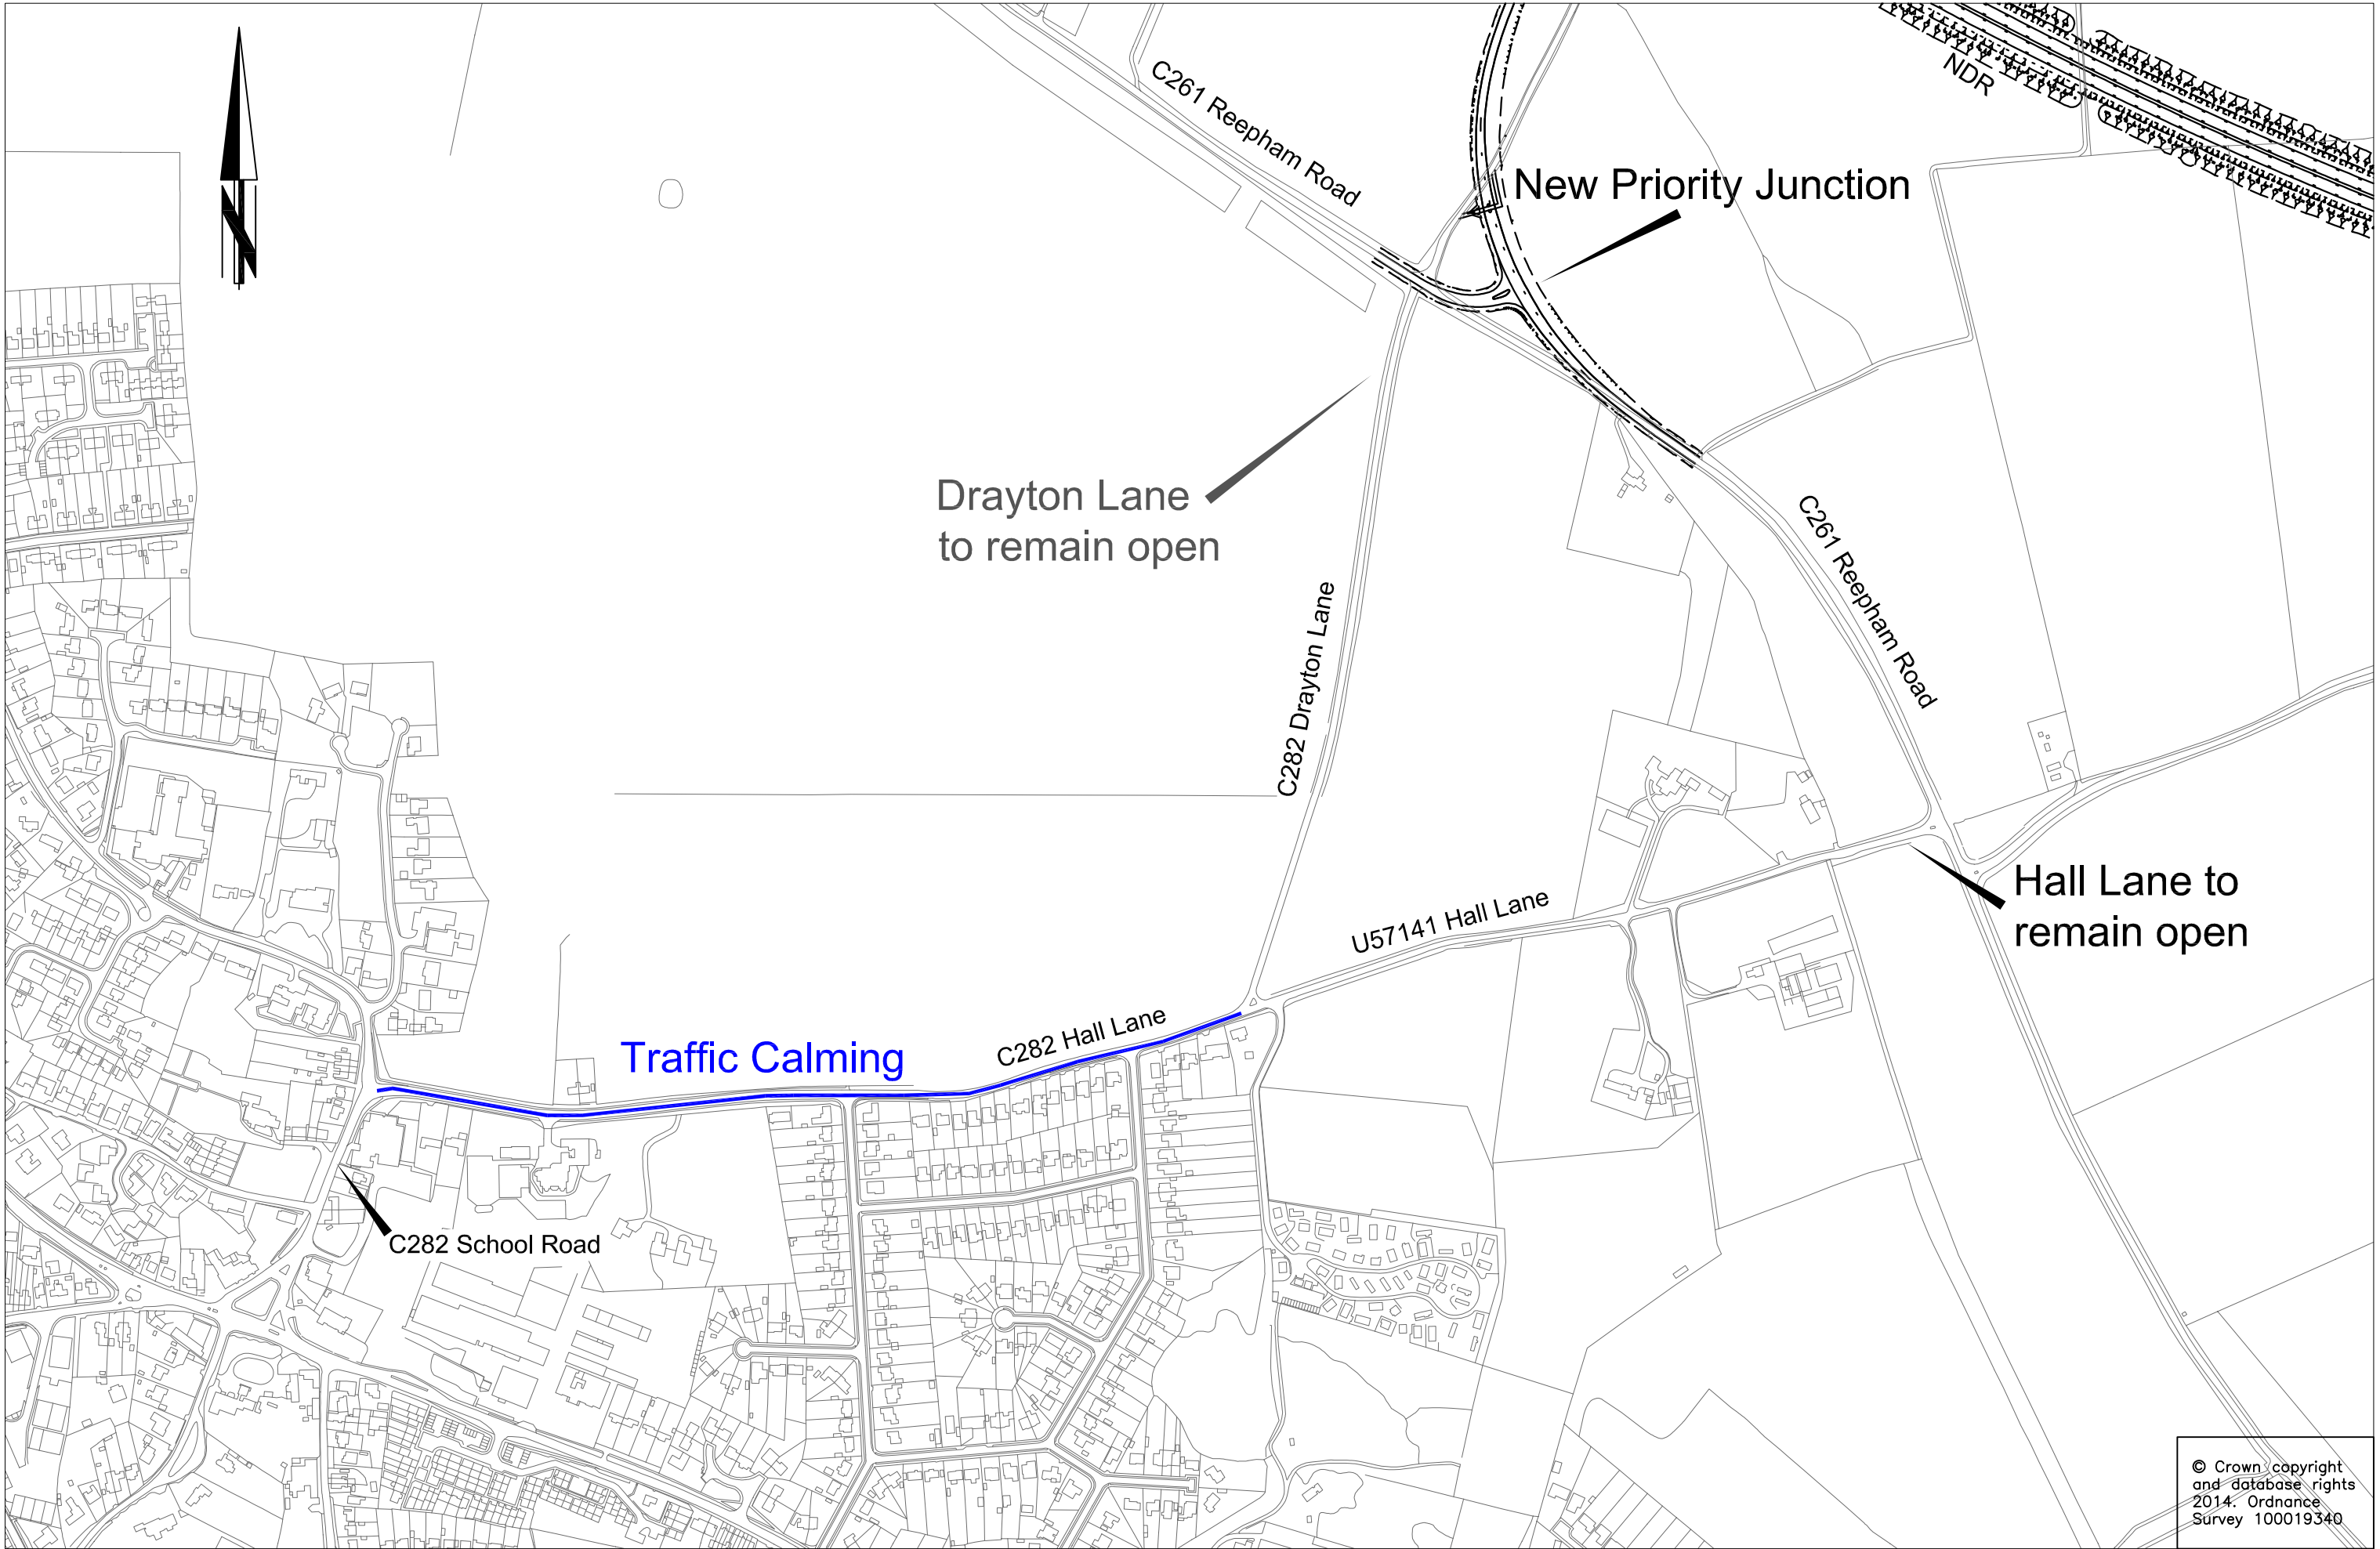 NDR
C261 Reepham Road
New Priority Junction
N
Drayton Lane
to remain open
C261 Reepham Road
C282 Drayton Lane
Hall Lane to
remain open
U57141 Hall Lane
C282 Hall Lane
Traffic Calming
C282 School Road
© Crown copyright
and database rights
2014. Ordnance
Survey 100019340